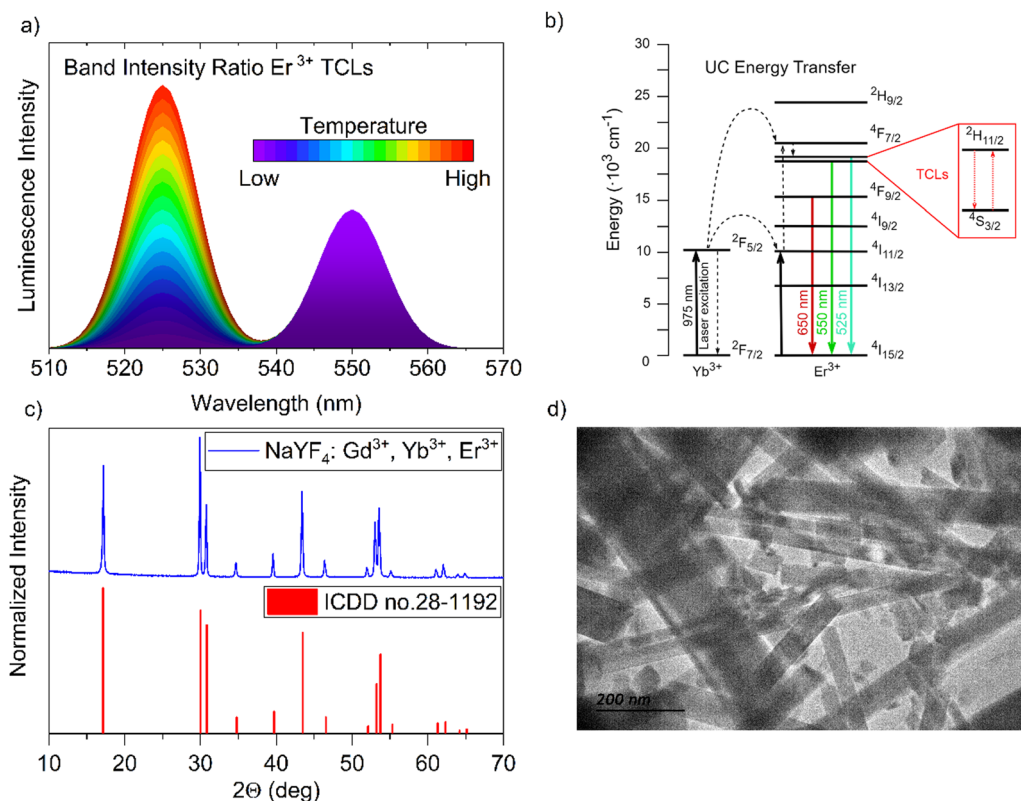 a)
Band Intensity Ratio Er³⁺ TCLs
Temperature
Low High
Luminescence Intensity
510 520 530 540 550 560 570
Wavelength (nm)
b)
UC Energy Transfer
Energy (·10³ cm⁻¹)
30
25
20
15
10
5
0
²F₅/₂
²F₇/₂
975 nm
Laser excitation
Yb³⁺
²H₉/₂
⁴F₇/₂
⁴F₉/₂
⁴I₉/₂
⁴I₁₁/₂
⁴I₁₃/₂
⁴I₁₅/₂
650 nm
550 nm
525 nm
Er³⁺
TCLs
²H₁₁/₂
⁴S₃/₂
c)
NaYF₄: Gd³⁺, Yb³⁺, Er³⁺
ICDD no.28-1192
Normalized Intensity
10 20 30 40 50 60 70
2Θ (deg)
d)
200 nm